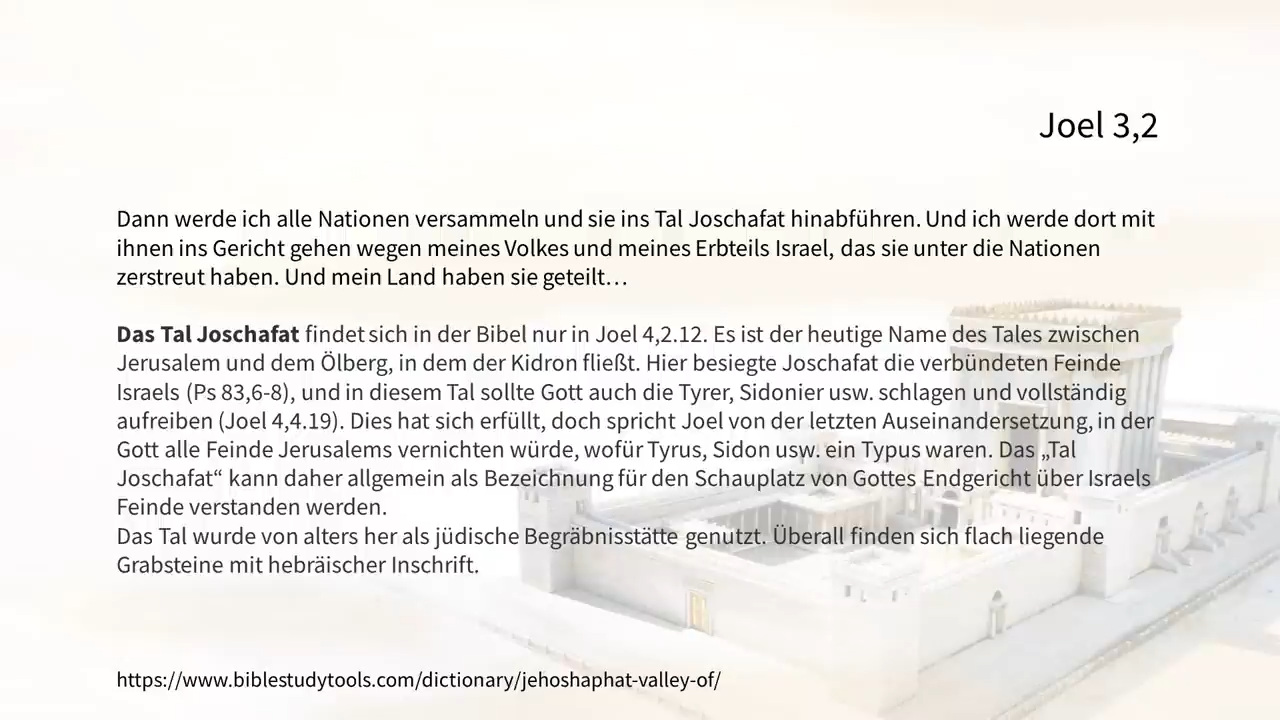 Joel 3,2
Dann werde ich alle Nationen versammeln und sie ins Tal Joschafat hinabführen. Und ich werde dort mit
ihnen ins Gericht gehen wegen meines Volkes und meines Erbteils Israel, das sie unter die Nationen
zerstreut haben. Und mein Land haben sie geteilt…
Das Tal Joschafat findet sich in der Bibel nur in Joel 4,2.12. Es ist der heutige Name des Tales zwischen
Jerusalem und dem Ölberg, in dem der Kidron fließt. Hier besiegte Joschafat die verbündeten Feinde
Israels (Ps 83,6-8), und in diesem Tal sollte Gott auch die Tyrer, Sidonier usw. schlagen und vollständig
aufreiben (Joel 4,4.19). Dies hat sich erfüllt, doch spricht Joel von der letzten Auseinandersetzung, in der
Gott alle Feinde Jerusalems vernichten würde, wofür Tyrus, Sidon usw. ein Typus waren. Das „Tal
Joschafat“ kann daher allgemein als Bezeichnung für den Schauplatz von Gottes Endgericht über Israels
Feinde verstanden werden.
Das Tal wurde von alters her als jüdische Begräbnisstätte genutzt. Überall finden sich flach liegende
Grabsteine mit hebräischer Inschrift.
https://www.biblestudytools.com/dictionary/jehoshaphat-valley-of/